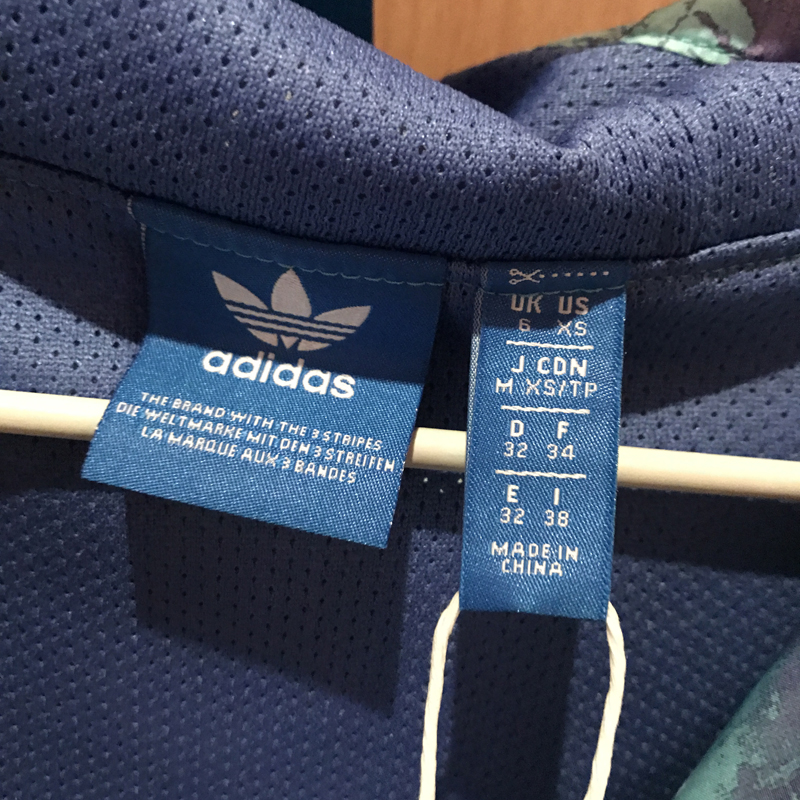 adidas
THE BRAND WITH THE 3 STRIPES
DIE WELTMARKE MIT DEN 3 STREIFEN
LA MARQUE AUX 3 BANDES
UK US
6 XS
J CDN
M XS/TP
D F
32 34
E I
32 38
MADE IN
CHINA